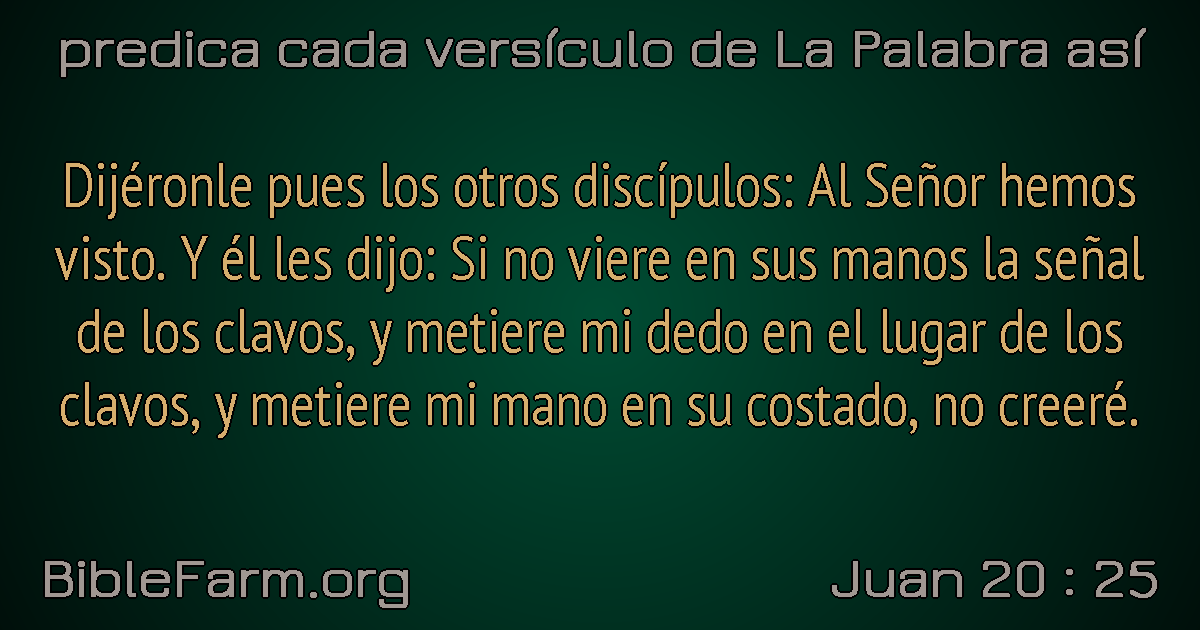 predica cada versículo de La Palabra así
Dijéronle pues los otros discípulos: Al Señor hemos
visto. Y él les dijo: Si no viere en sus manos la señal
de los clavos, y metiere mi dedo en el lugar de los
clavos, y metiere mi mano en su costado, no creeré.
BibleFarm.org
Juan 20 : 25